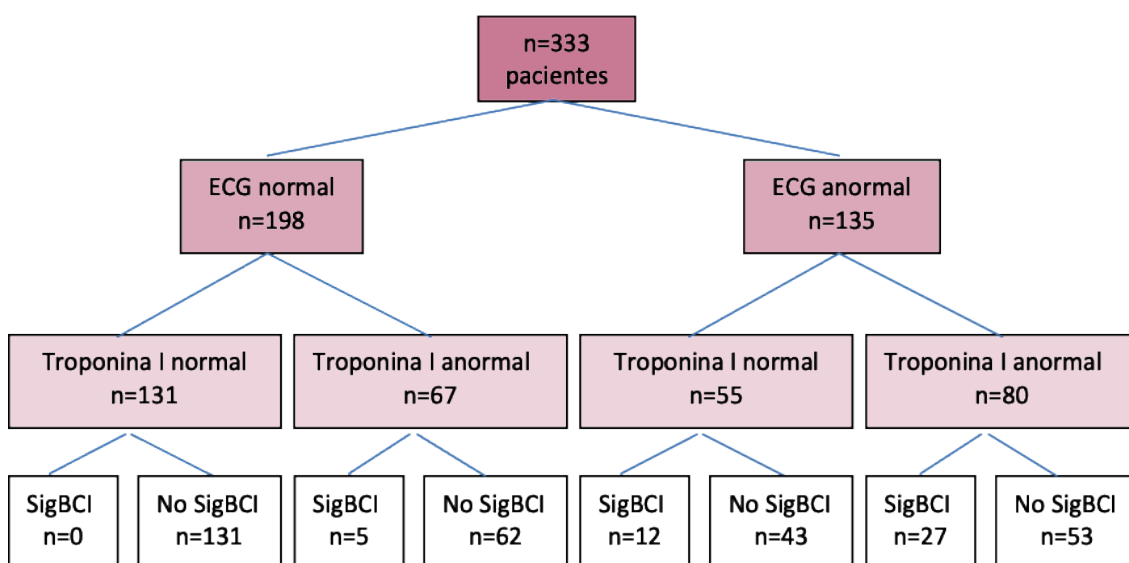 n=333
pacientes
ECG normal
n=198
ECG anormal
n=135
Troponina I normal
n=131
Troponina I anormal
n=67
Troponina I normal
n=55
Troponina I anormal
n=80
SigBCI
n=0
No SigBCI
n=131
SigBCI
n=5
No SigBCI
n=62
SigBCI
n=12
No SigBCI
n=43
SigBCI
n=27
No SigBCI
n=53